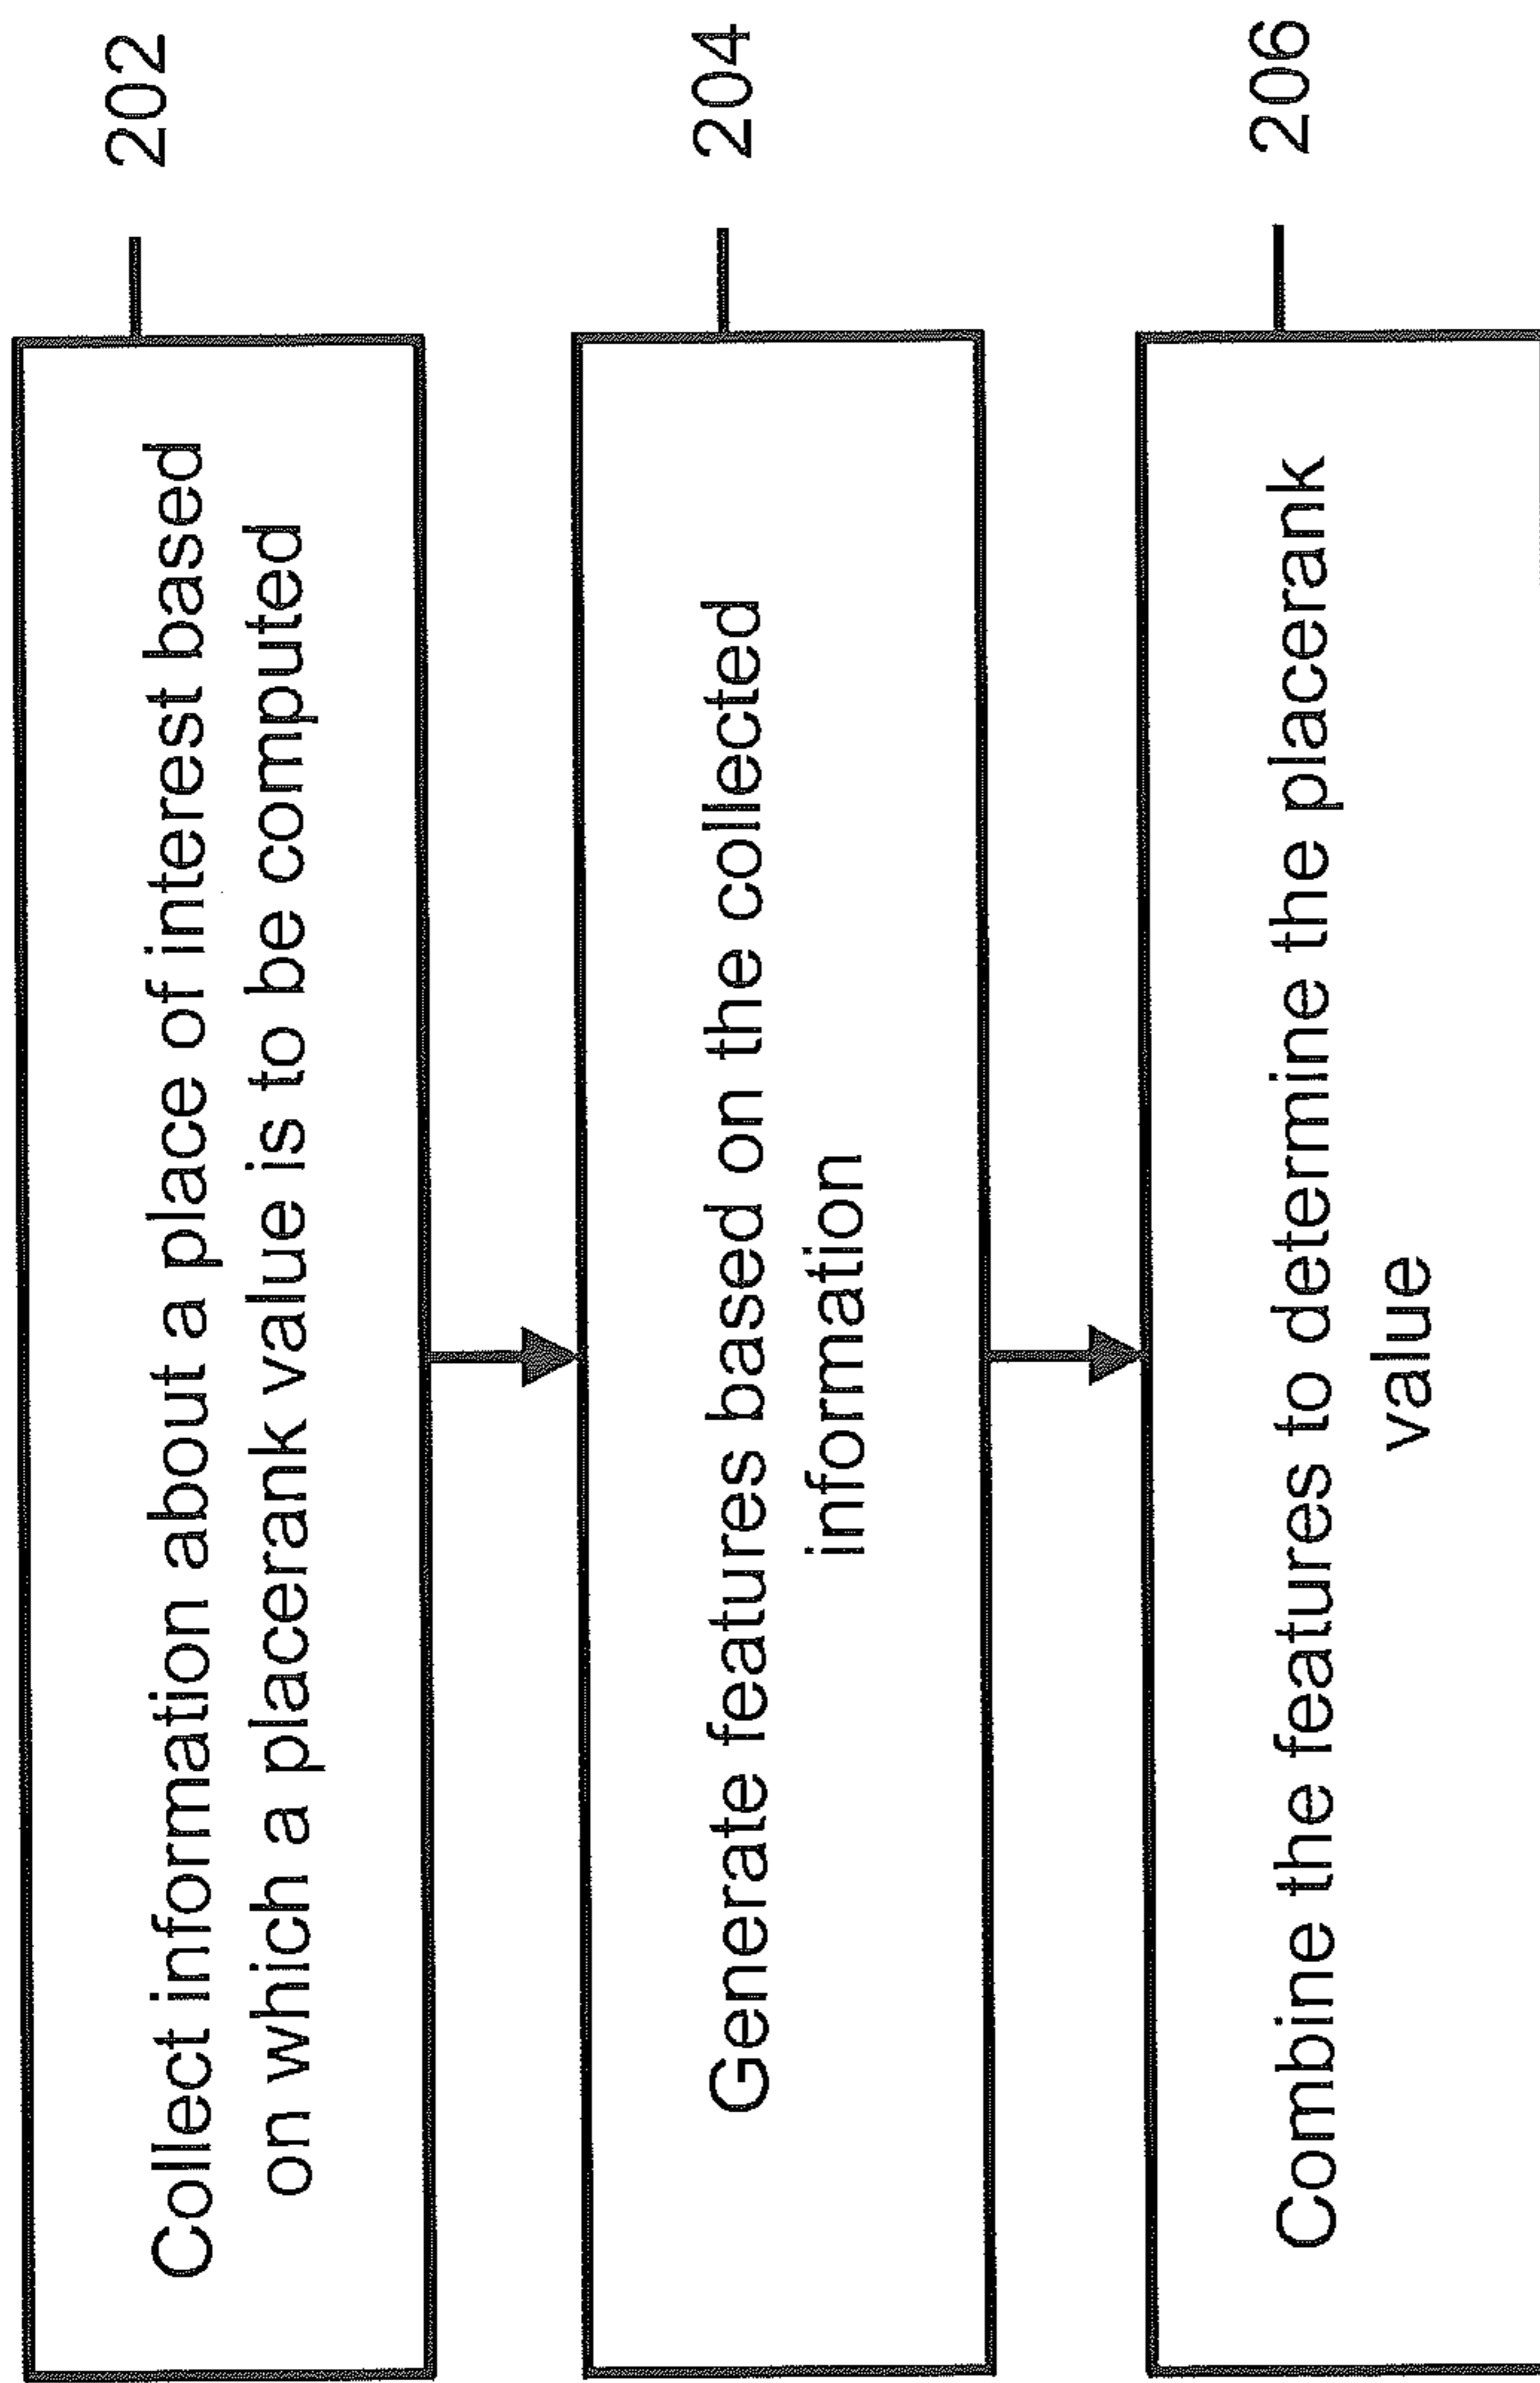 Collect information about a place of interest based
on which a placerank value is to be computed
202
Generate features based on the collected
information
204
Combine the features to determine the placerank
value
206